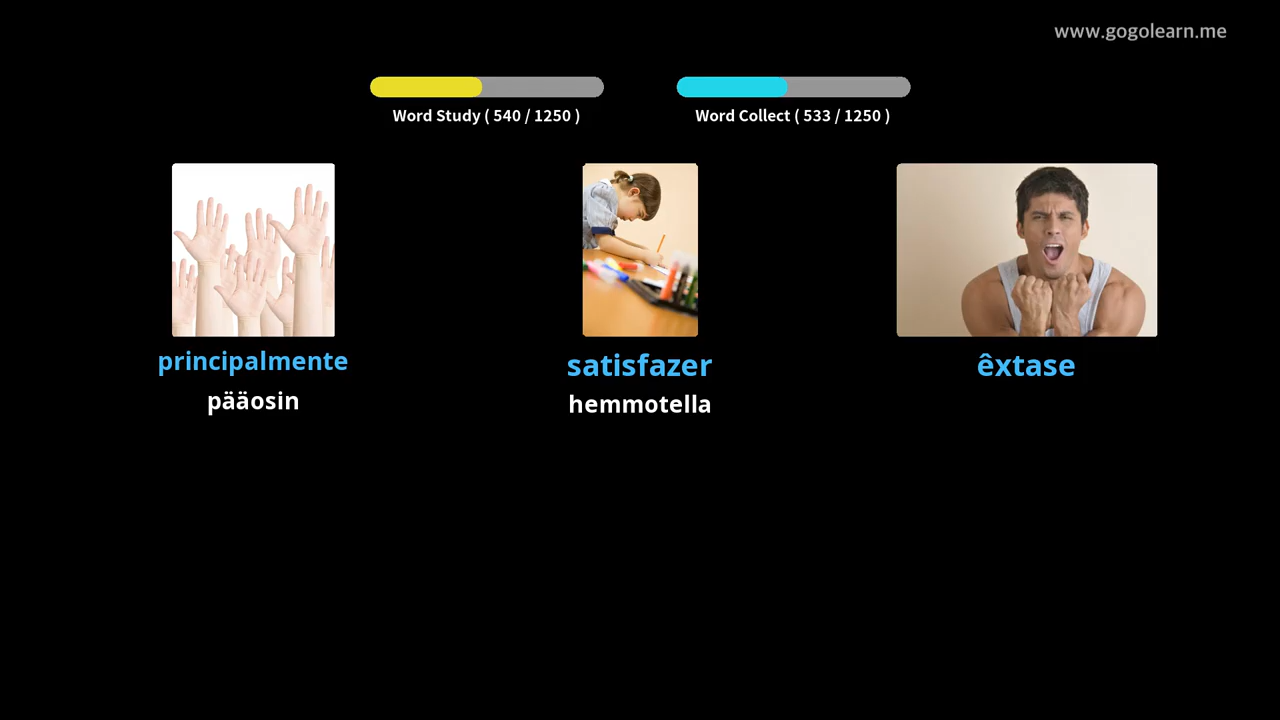 www.gogolearn.me
Word Study ( 540 / 1250 )
Word Collect ( 533 / 1250 )
principalmente
pääosin
satisfazer
hemmotella
êxtase